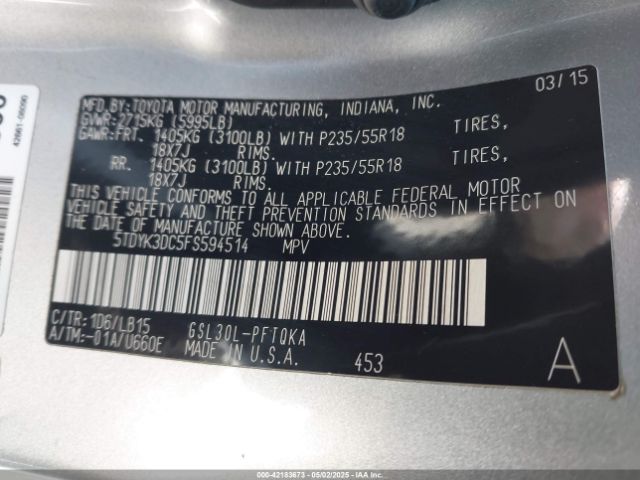 03/15
MFD.BY:TOYOTA MOTOR MANUFACTURING, INDIANA, INC.
GVWR:2715KG (5995LB)
GAWR:FRT. 1405KG (3100LB) WITH P235/55R18 TIRES,
18X7J RIMS.
RR. 1405KG (3100LB) WITH P235/55R18 TIRES,
18X7J RIMS.
THIS VEHICLE CONFORMS TO ALL APPLICABLE FEDERAL MOTOR
VEHICLE SAFETY AND THEFT PREVENTION STANDARDS IN EFFECT ON
THE DATE OF MANUFACTURE SHOWN ABOVE.
5TDYK3DC5FS594514 MPV
C/TR:1D6/LB15 GSL30L-PFTQKA
A/TM:-01A/U660E MADE IN U.S.A. 453 A
000-42183673 - 05/02/2025 - IAAI.COM